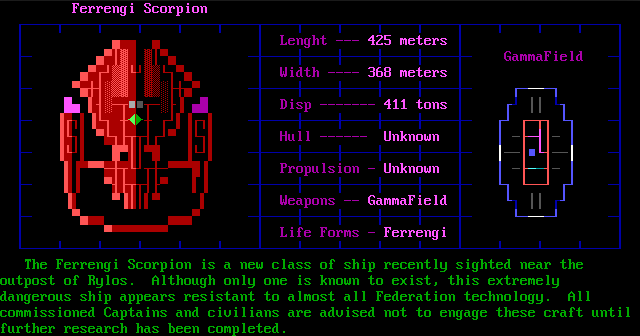 Ferrengi Scorpion
Lenght ---- 425 meters
GammaField
Width ----- 368 meters
Disp ------ 411 tons
Hull ------- Unknown
Propulsion - Unknown
Weapons -- GammaField
Life Forms - Ferrengi
The Ferrengi Scorpion is a new class of ship recently sighted near the
outpost of Rylos. Although only one is known to exist, this extremely
dangerous ship appears resistant to almost all Federation technology. All
commissioned Captains and civilians are advised not to engage these craft until
further research has been completed.